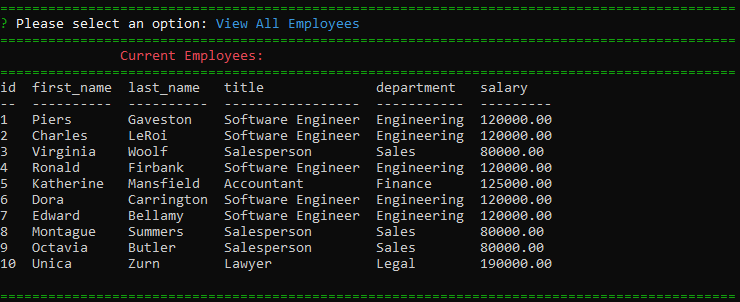 ============================================================================================
? Please select an option: View All Employees
============================================================================================
               Current Employees:
============================================================================================
id  first_name  last_name   title              department   salary
--  ----------  ----------  -----------------  -----------  ---------
1   Piers       Gaveston    Software Engineer  Engineering  120000.00
2   Charles     LeRoi       Software Engineer  Engineering  120000.00
3   Virginia    Woolf       Salesperson        Sales        80000.00
4   Ronald      Firbank     Software Engineer  Engineering  120000.00
5   Katherine   Mansfield   Accountant         Finance      125000.00
6   Dora        Carrington  Software Engineer  Engineering  120000.00
7   Edward      Bellamy     Software Engineer  Engineering  120000.00
8   Montague    Summers     Salesperson        Sales        80000.00
9   Octavia     Butler      Salesperson        Sales        80000.00
10  Unica       Zurn        Lawyer             Legal        190000.00
============================================================================================